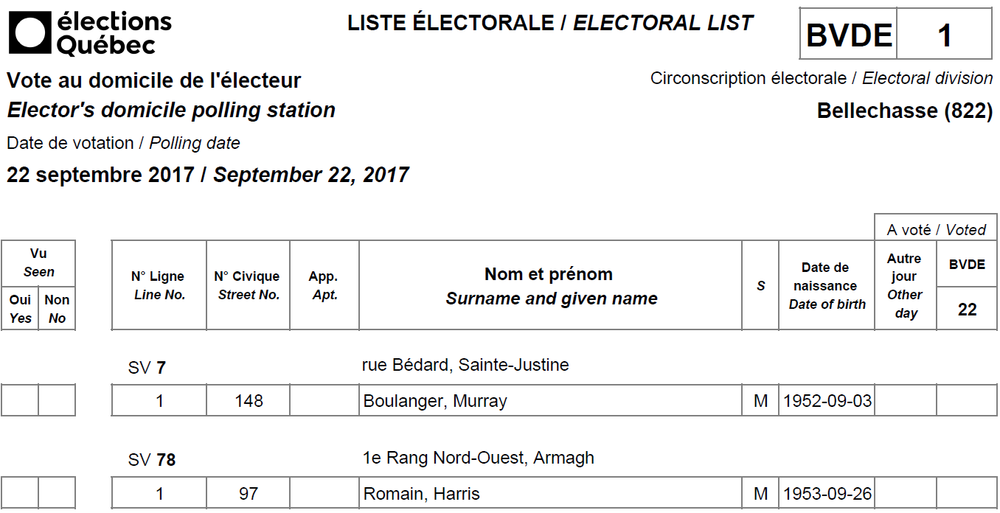 élections
Québec
LISTE ÉLECTORALE / ELECTORAL LIST
BVDE 1
Vote au domicile de l'électeur
Elector's domicile polling station
Circonscription électorale / Electoral division
Bellechasse (822)
Date de votation / Polling date
22 septembre 2017 / September 22, 2017
A voté / Voted
Vu
Seen
Oui
Yes
Non
No
N° Ligne
Line No.
N° Civique
Street No.
App.
Apt.
Nom et prénom
Surname and given name
S
Date de
naissance
Date of birth
Autre
jour
Other
day
BVDE
22
SV 7 rue Bédard, Sainte-Justine
1 148 Boulanger, Murray M 1952-09-03
SV 78 1e Rang Nord-Ouest, Armagh
1 97 Romain, Harris M 1953-09-26